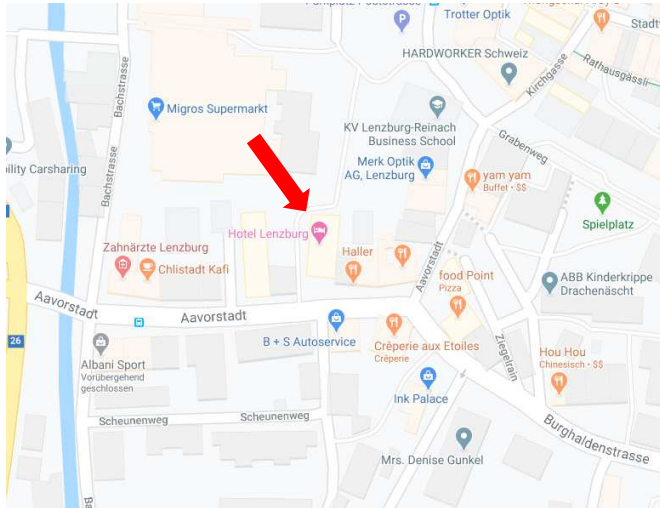 Trotter Optik
Stadt
HARDWORKER Schweiz
Kirchgasse
Rathausgässli
Bachstrasse
Migros Supermarkt
KV Lenzburg-Reinach
Business School
Grabenweg
Bachstrasse
bility Carsharing
Merk Optik
AG, Lenzburg
yam yam
Buffet • $$
Spielplatz
Hotel Lenzburg
Zahnärzte Lenzburg
Chlistadt Kafi
Haller
Aavorstadt
food Point
Pizza
ABB Kinderkrippe
Drachenäscht
Aavorstadt
Aavorstadt
26
B + S Autoservice
Crêperie aux Etoiles
Crêperie
Ziegelrain
Hou Hou
Chinesisch • $$
Albani Sport
Vorübergehend
geschlossen
Ink Palace
Scheunenweg
Scheunenweg
Burghaldenstrasse
Mrs. Denise Gunkel
Ba